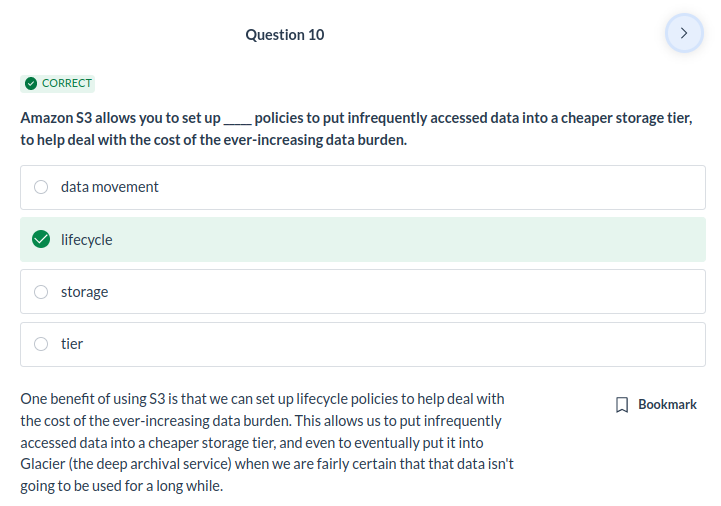 Question 10
CORRECT
Amazon S3 allows you to set up _____ policies to put infrequently accessed data into a cheaper storage tier,
to help deal with the cost of the ever-increasing data burden.
data movement
lifecycle
storage
tier
One benefit of using S3 is that we can set up lifecycle policies to help deal with
the cost of the ever-increasing data burden. This allows us to put infrequently
accessed data into a cheaper storage tier, and even to eventually put it into
Glacier (the deep archival service) when we are fairly certain that that data isn't
going to be used for a long while.
Bookmark